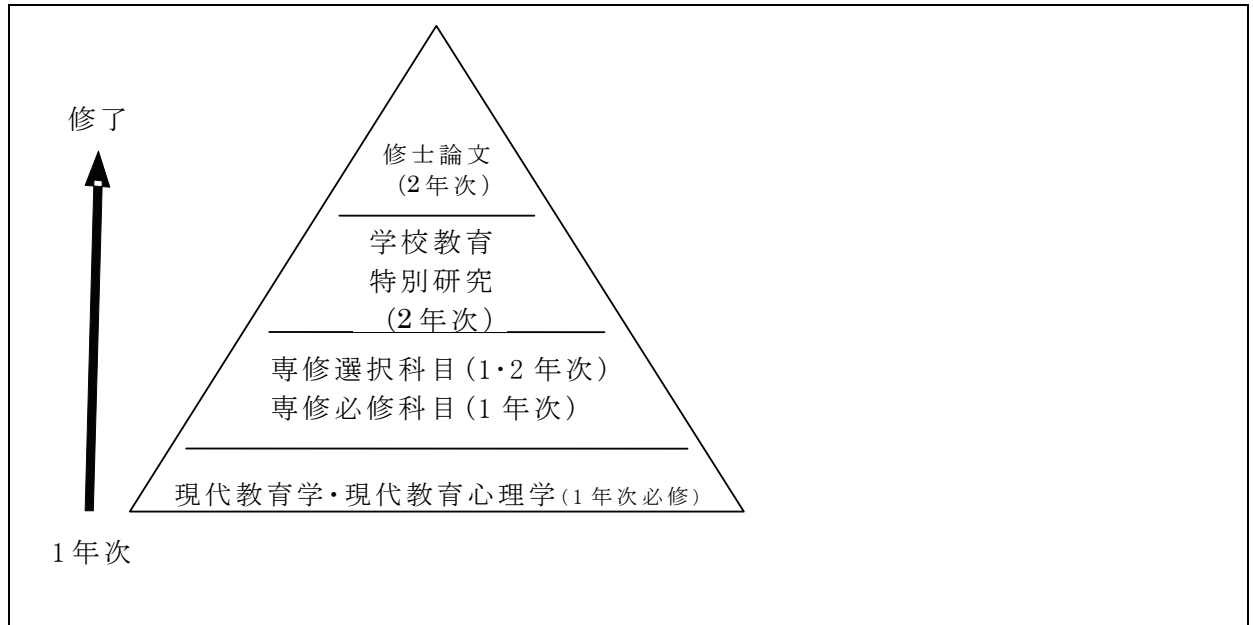 修了
修士論文
(2年次)
学校教育
特別研究
(2年次)
専修選択科目(1・2年次)
専修必修科目(1年次)
現代教育学・現代教育心理学(1年次必修)
1年次